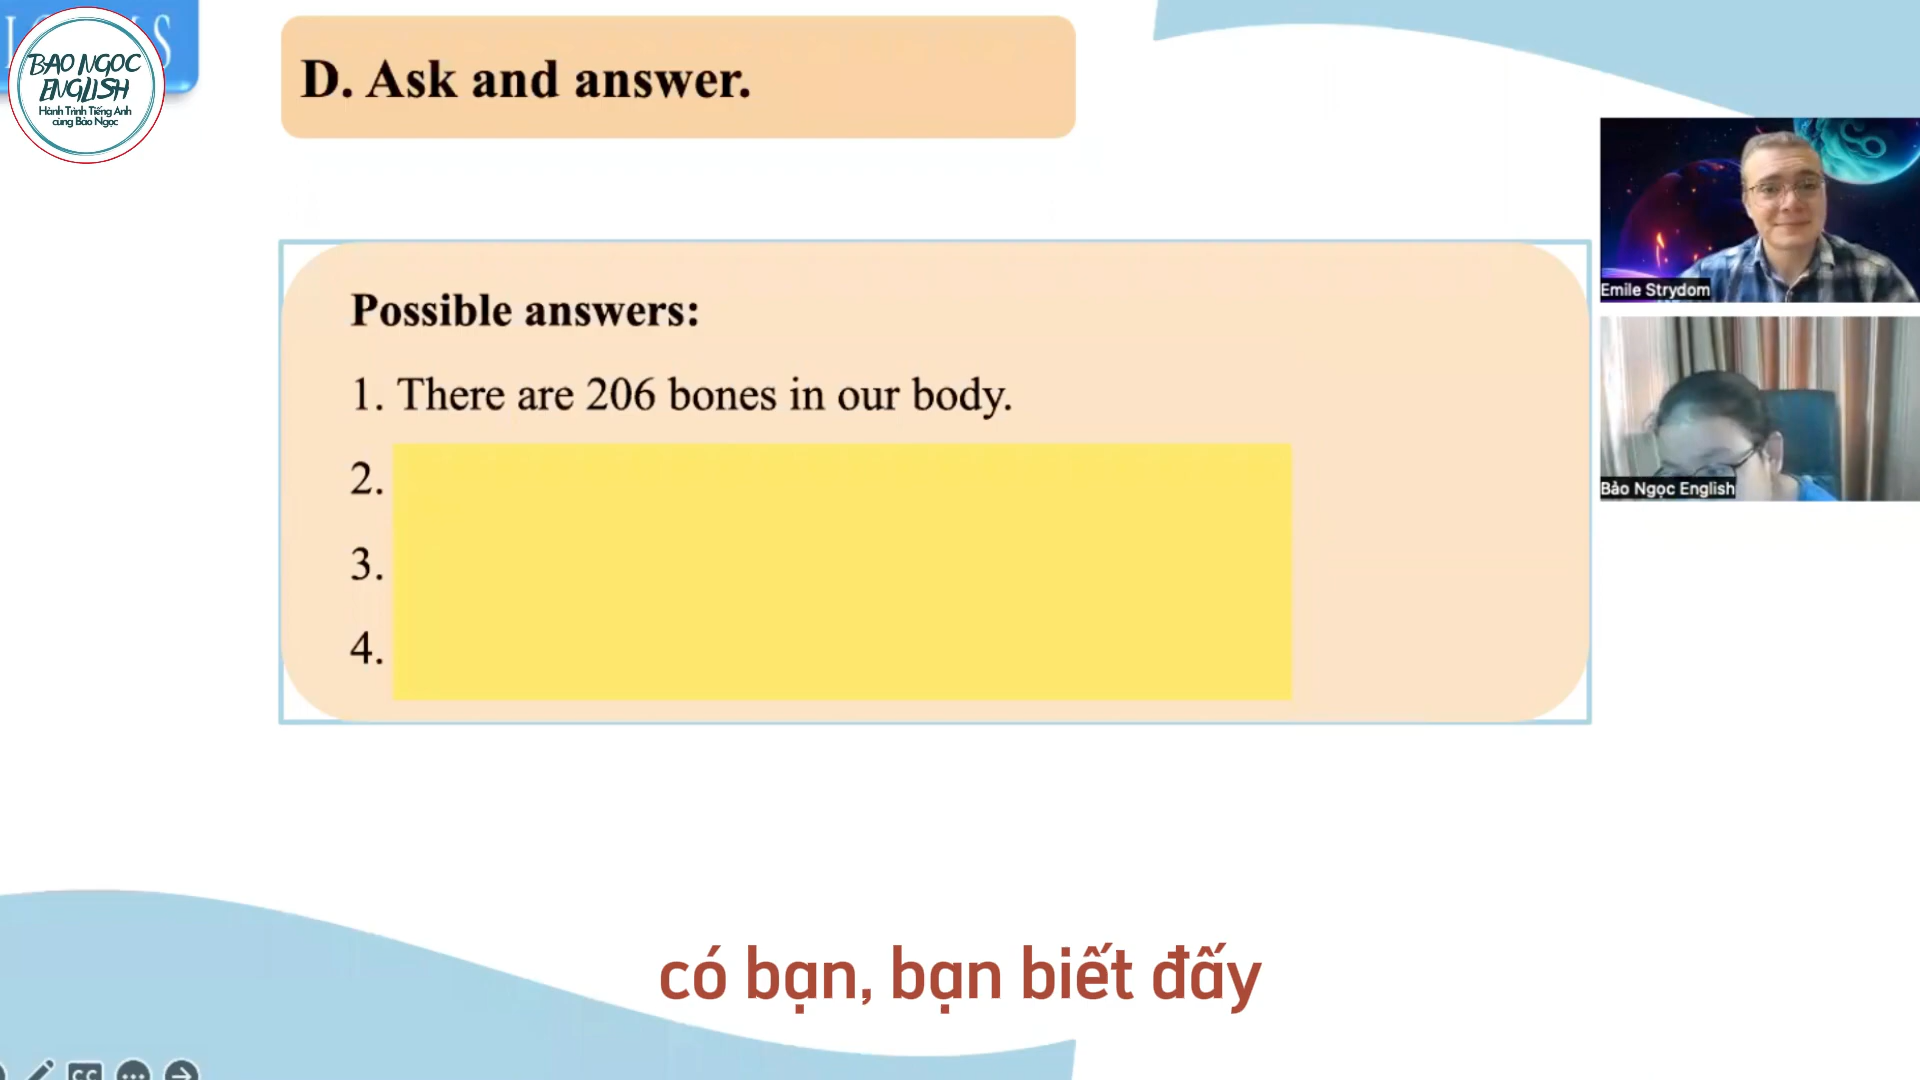 BAO NGOC
ENGLISH
Hành Trình Tiếng Anh
cùng Bảo Ngọc
D. Ask and answer.
Possible answers:
1. There are 206 bones in our body.
2.
3.
4.
Emile Strydom
Bảo Ngọc English
có bạn, bạn biết đấy
CC